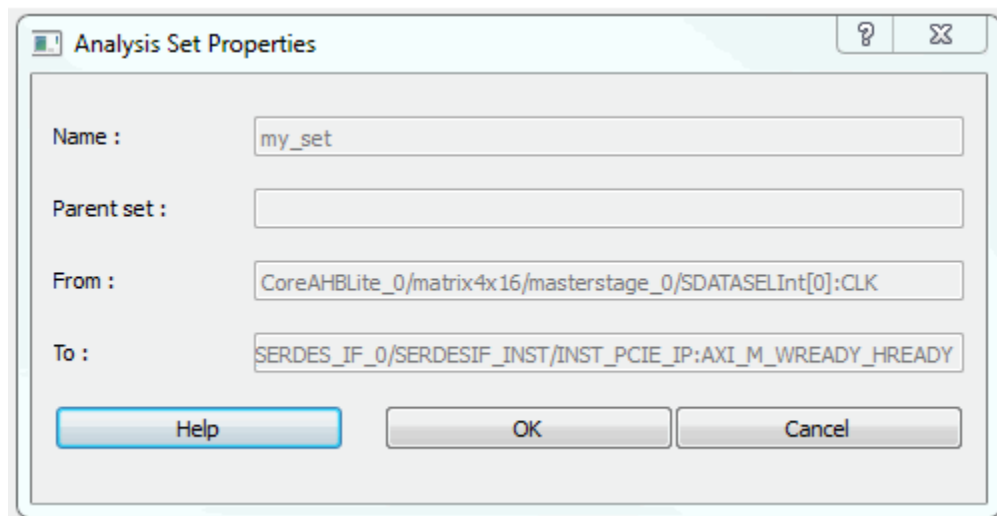 Analysis Set Properties
Name : my_set
Parent set :
From : CoreAHBLite_0/matrix4x16/masterstage_0/SDATASELInt[0]:CLK
To : SERDES_IF_0/SERDESIF_INST/INST_PCIE_IP:AXI_M_WREADY_HREADY
Help OK Cancel